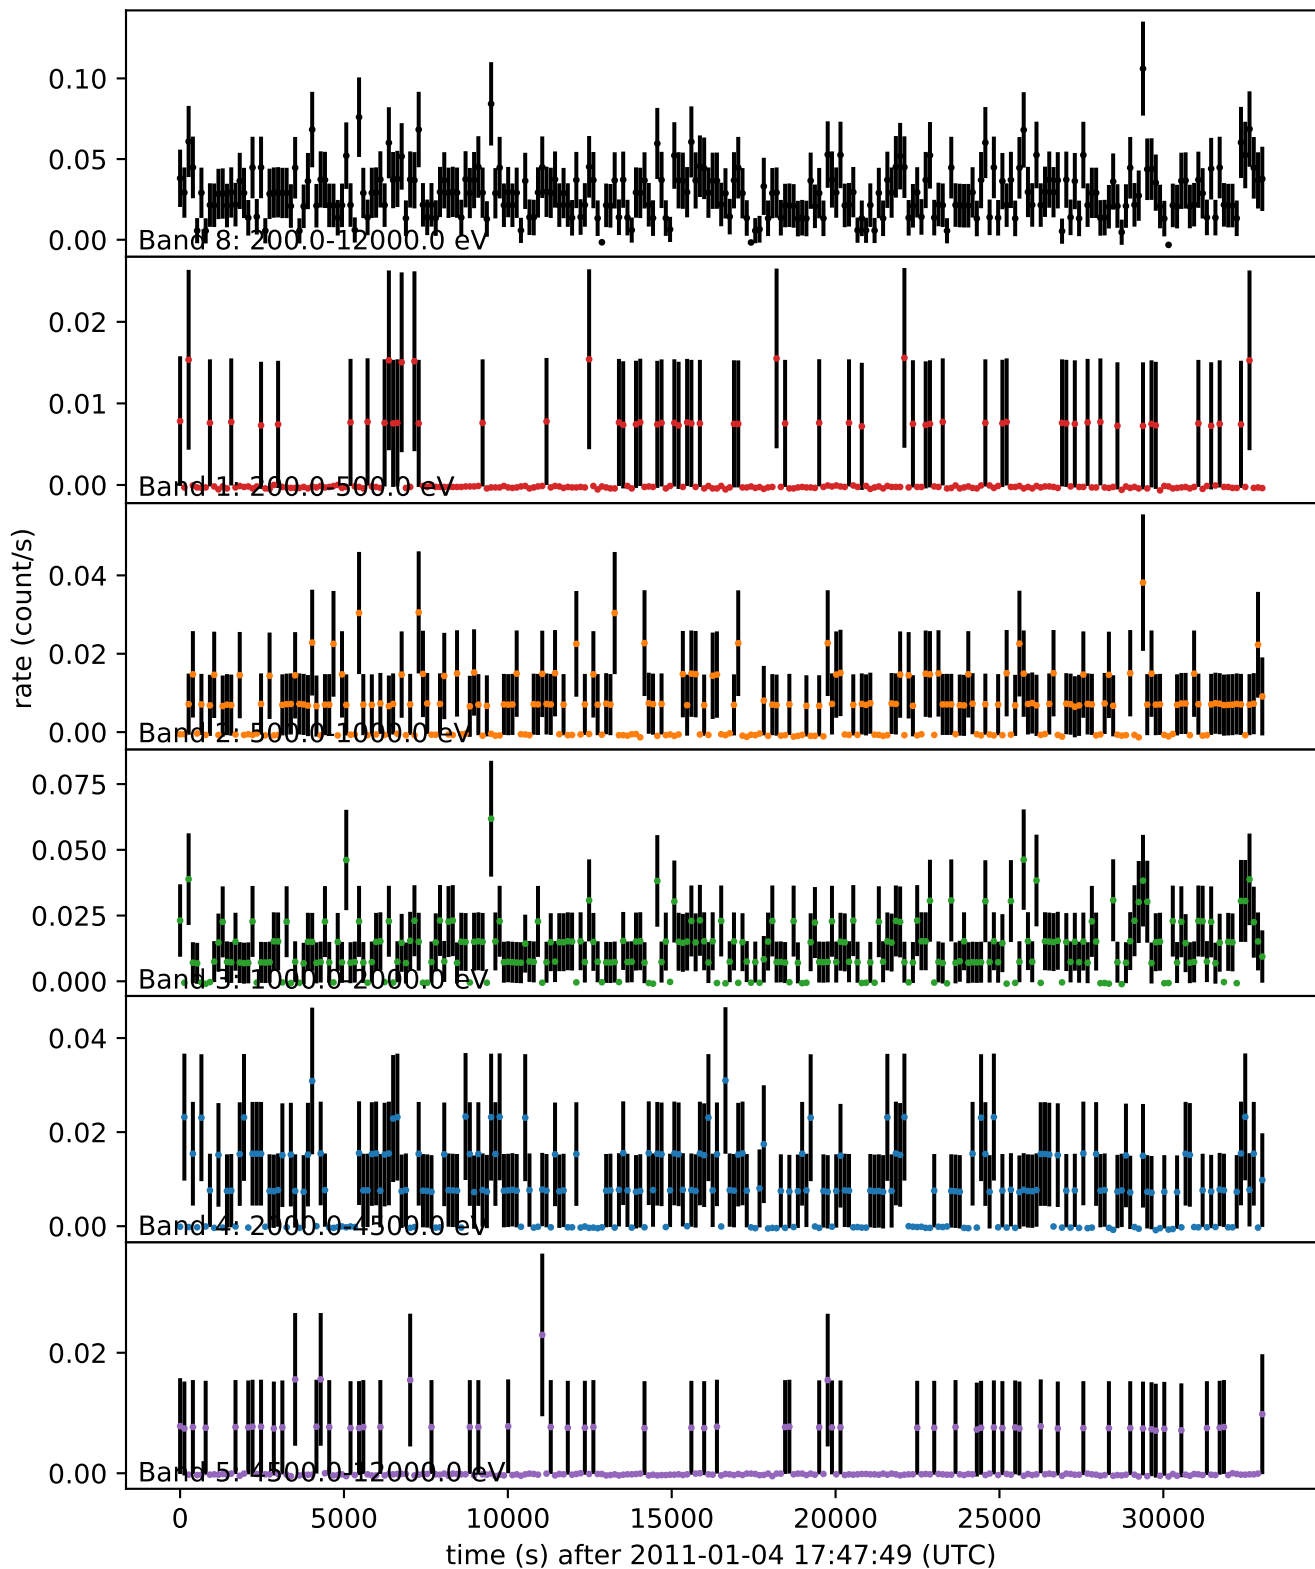 0.10
0.05
0.00
Band 8: 200.0-12000.0 eV
0.02
0.01
0.00
Band 1: 200.0-500.0 eV
0.04
0.02
0.00
Band 2: 500.0-1000.0 eV
rate (count/s)
0.075
0.050
0.025
0.000
Band 3: 1000.0-2000.0 eV
0.04
0.02
0.00
Band 4: 2000.0-4500.0 eV
0.02
0.00
Band 5: 4500.0-12000.0 eV
0 5000 10000 15000 20000 25000 30000
time (s) after 2011-01-04 17:47:49 (UTC)